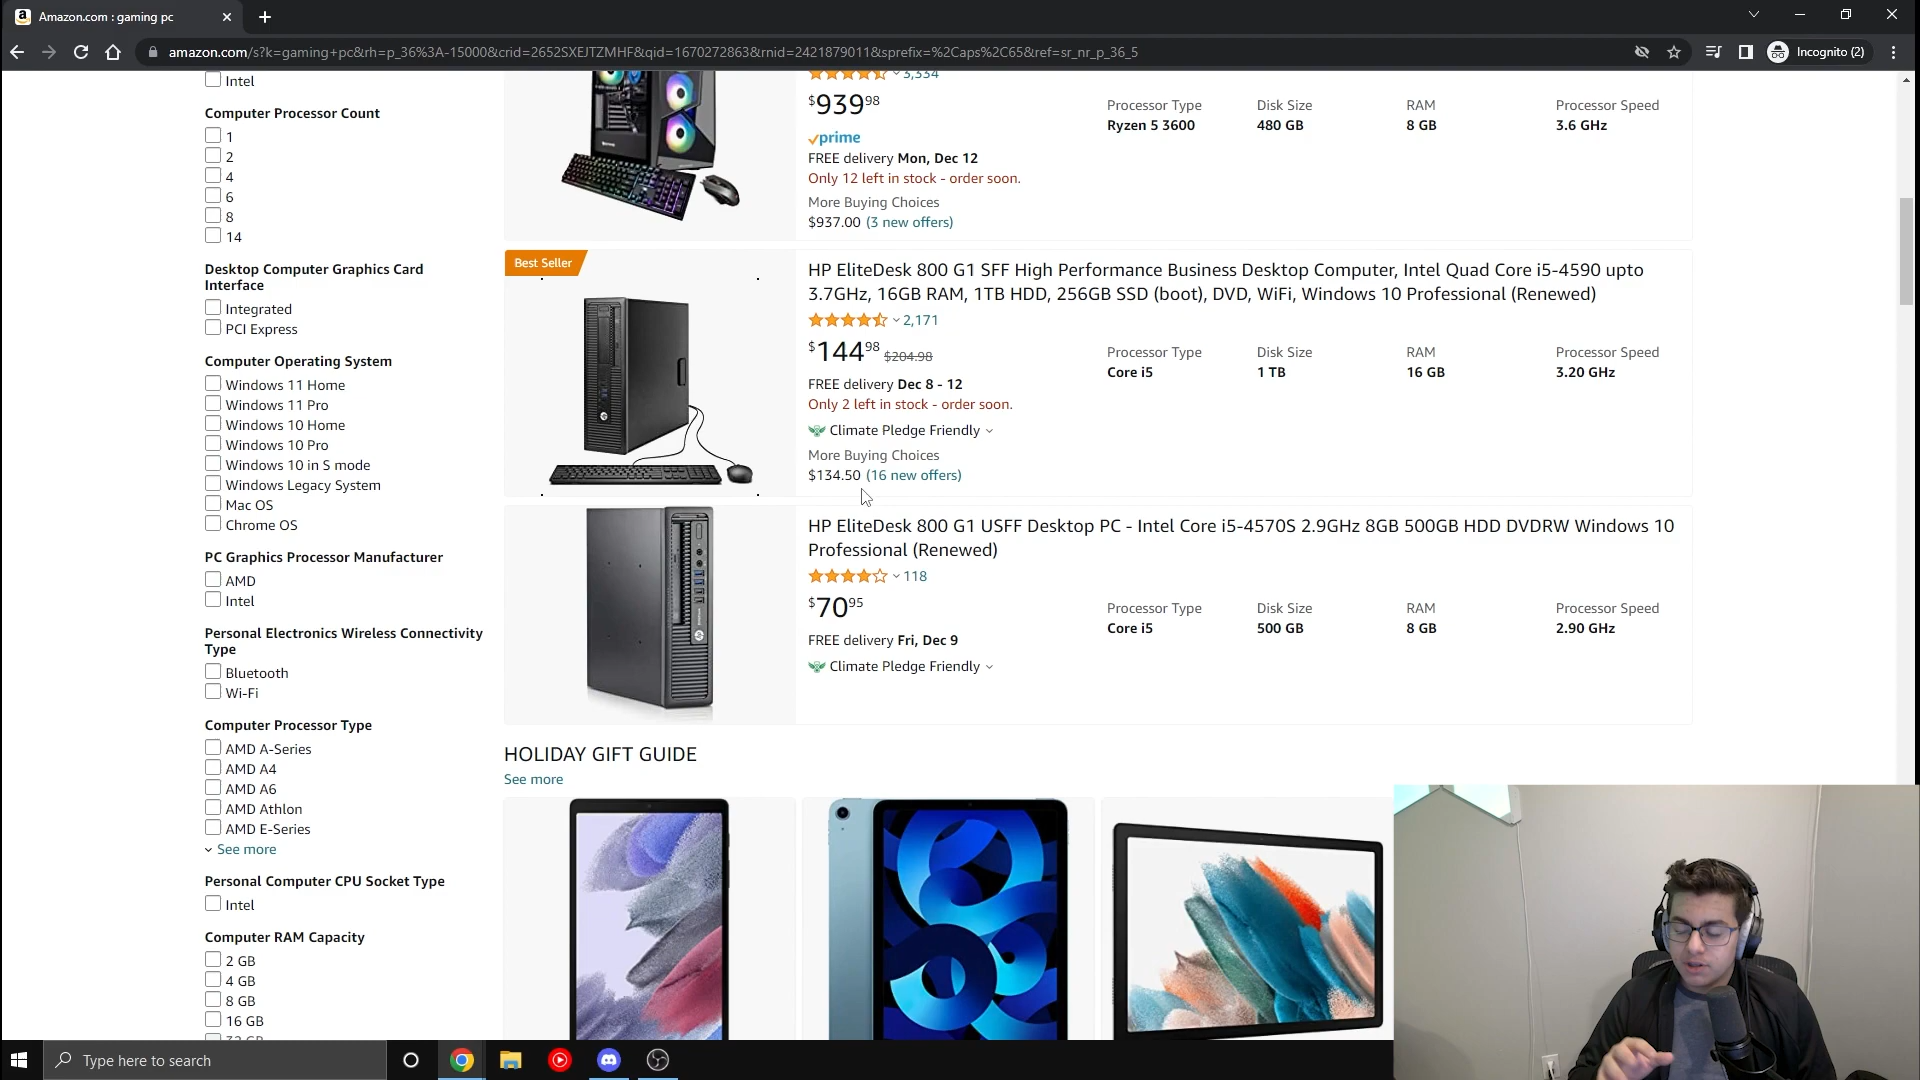 Amazon.com : gaming pc
amazon.com/s?k=gaming+pc&rh=p_36%3A-15000&crid=2652SXEJTZMHF&qid=1670272863&rnid=2421879011&sprefix=%2Caps%2C65&ref=sr_nr_p_36_5
Incognito (2)
Intel
Computer Processor Count
1
2
4
6
8
14
Desktop Computer Graphics Card
Interface
Integrated
PCI Express
Computer Operating System
Windows 11 Home
Windows 11 Pro
Windows 10 Home
Windows 10 Pro
Windows 10 in S mode
Windows Legacy System
Mac OS
Chrome OS
PC Graphics Processor Manufacturer
AMD
Intel
Personal Electronics Wireless Connectivity
Type
Bluetooth
Wi-Fi
Computer Processor Type
AMD A-Series
AMD A4
AMD A6
AMD Athlon
AMD E-Series
See more
Personal Computer CPU Socket Type
Intel
Computer RAM Capacity
2 GB
4 GB
8 GB
16 GB
32 GB
3,334
$939.98
prime
FREE delivery Mon, Dec 12
Only 12 left in stock - order soon.
More Buying Choices
$937.00 (3 new offers)
Processor Type Disk Size RAM Processor Speed
Ryzen 5 3600 480 GB 8 GB 3.6 GHz
Best Seller
HP EliteDesk 800 G1 SFF High Performance Business Desktop Computer, Intel Quad Core i5-4590 upto
3.7GHz, 16GB RAM, 1TB HDD, 256GB SSD (boot), DVD, WiFi, Windows 10 Professional (Renewed)
2,171
$144.98 $204.98
FREE delivery Dec 8 - 12
Only 2 left in stock - order soon.
Climate Pledge Friendly
More Buying Choices
$134.50 (16 new offers)
Processor Type Disk Size RAM Processor Speed
Core i5 1 TB 16 GB 3.20 GHz
HP EliteDesk 800 G1 USFF Desktop PC - Intel Core i5-4570S 2.9GHz 8GB 500GB HDD DVDRW Windows 10
Professional (Renewed)
118
$70.95
FREE delivery Fri, Dec 9
Climate Pledge Friendly
Processor Type Disk Size RAM Processor Speed
Core i5 500 GB 8 GB 2.90 GHz
HOLIDAY GIFT GUIDE
See more
Type here to search